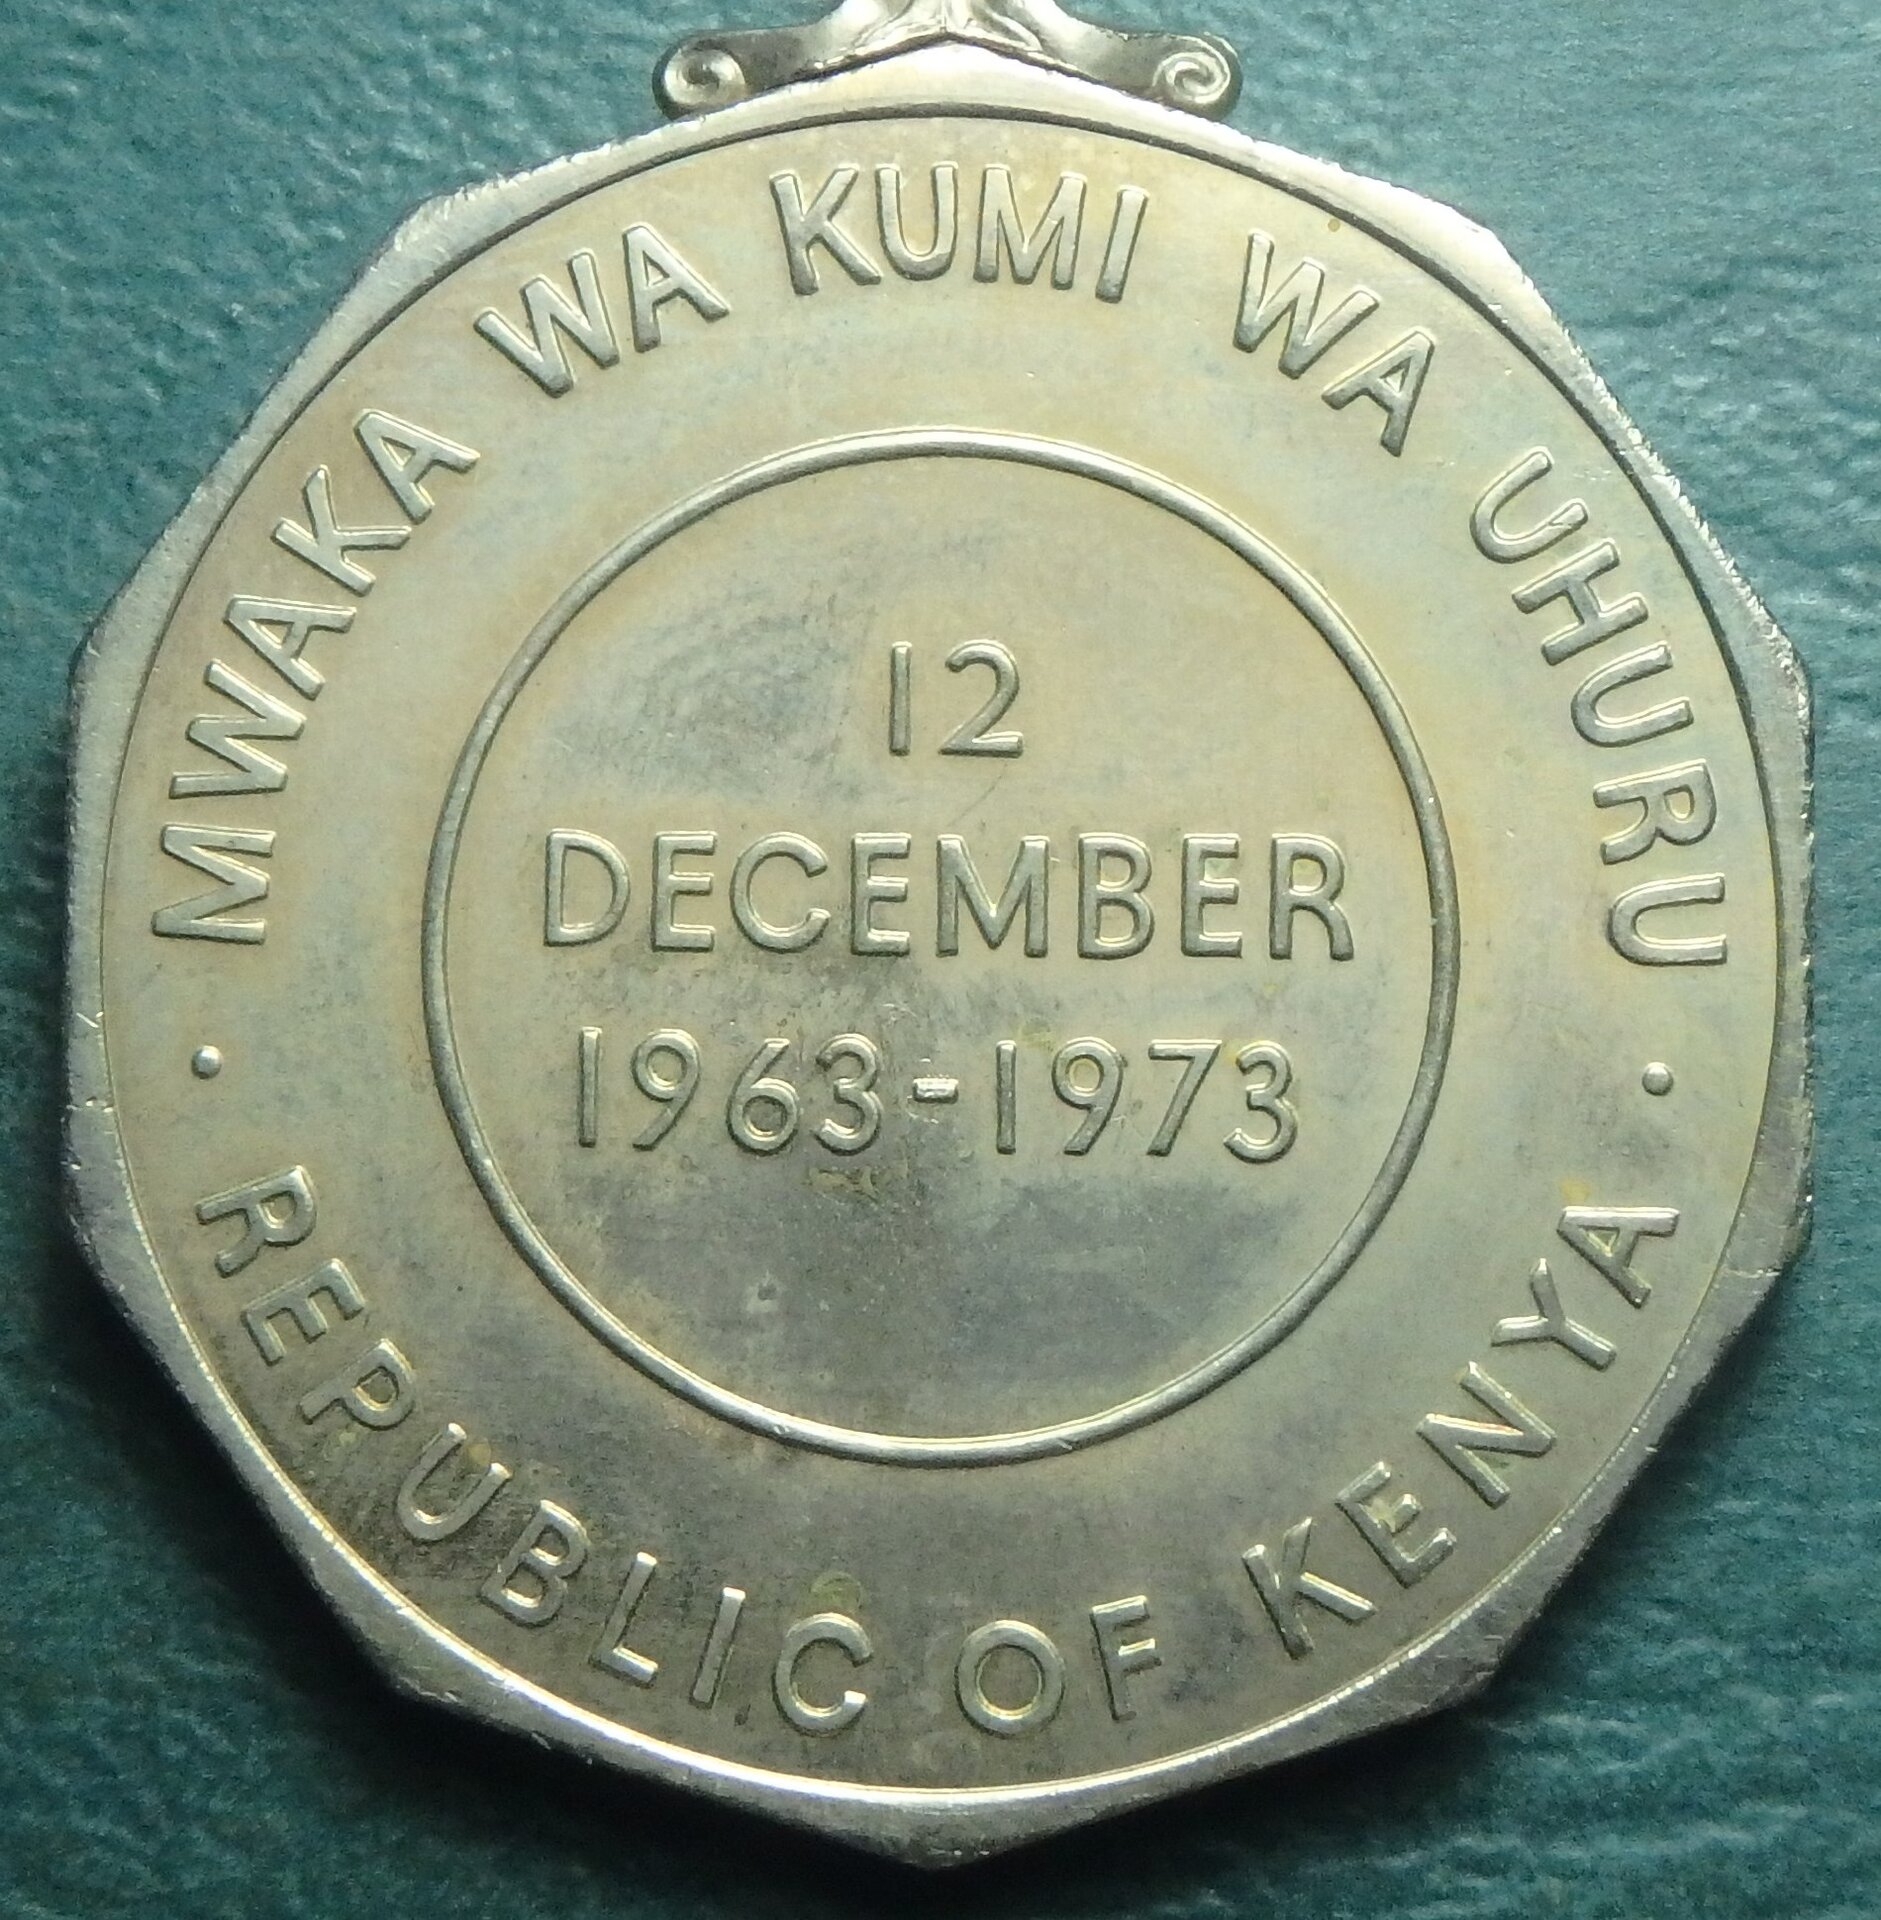 MWAKA WA KUMI WA UHURU
12
DECEMBER
1963-1973
· REPUBLIC OF KENYA ·